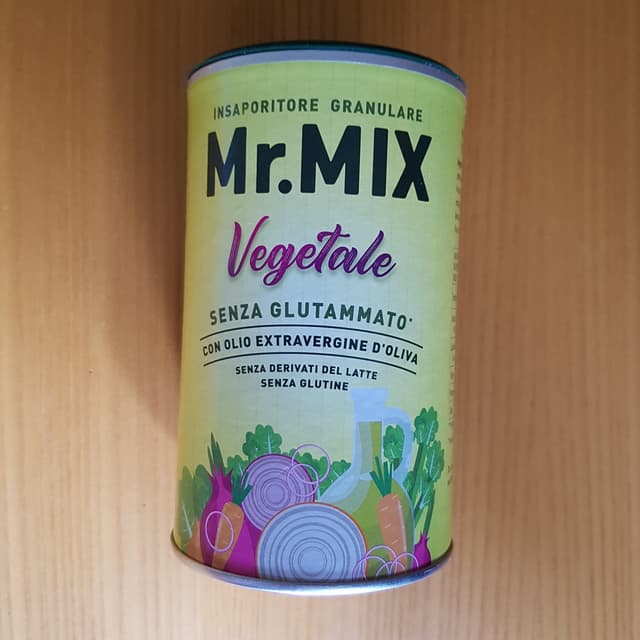 INSAPORITORE GRANULARE
Mr.MIX
Vegetale
SENZA GLUTAMMATO*
CON OLIO EXTRAVERGINE D'OLIVA
SENZA DERIVATI DEL LATTE
SENZA GLUTINE